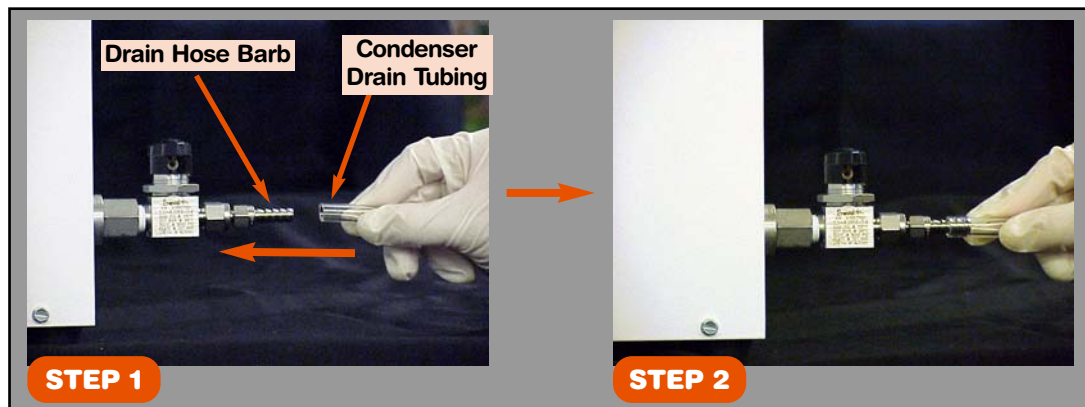 Drain Hose Barb
Condenser
Drain Tubing
STEP 1
STEP 2